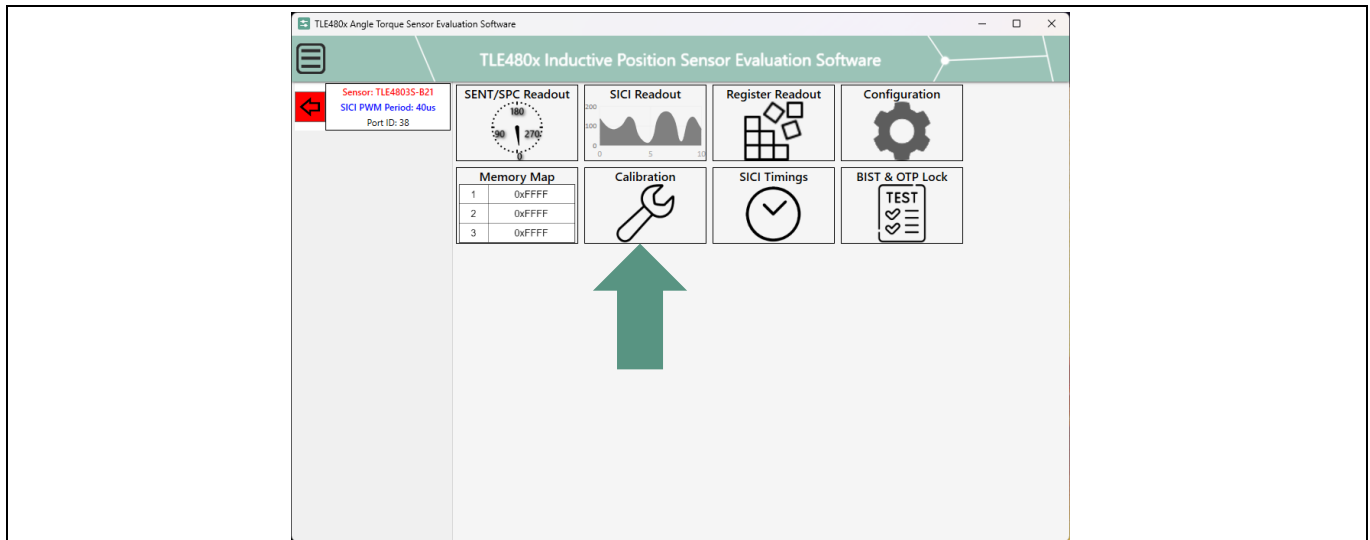 TLE480x Angle Torque Sensor Evaluation Software
TLE480x Inductive Position Sensor Evaluation Software
Sensor: TLE4803S-B21
SICI PWM Period: 40us
Port ID: 38
SENT/SPC Readout
180
90 270
0
SICI Readout
200
100
0
0 5 10
Register Readout
Configuration
Memory Map
1 0xFFFF
2 0xFFFF
3 0xFFFF
Calibration
SICI Timings
BIST & OTP Lock
TEST